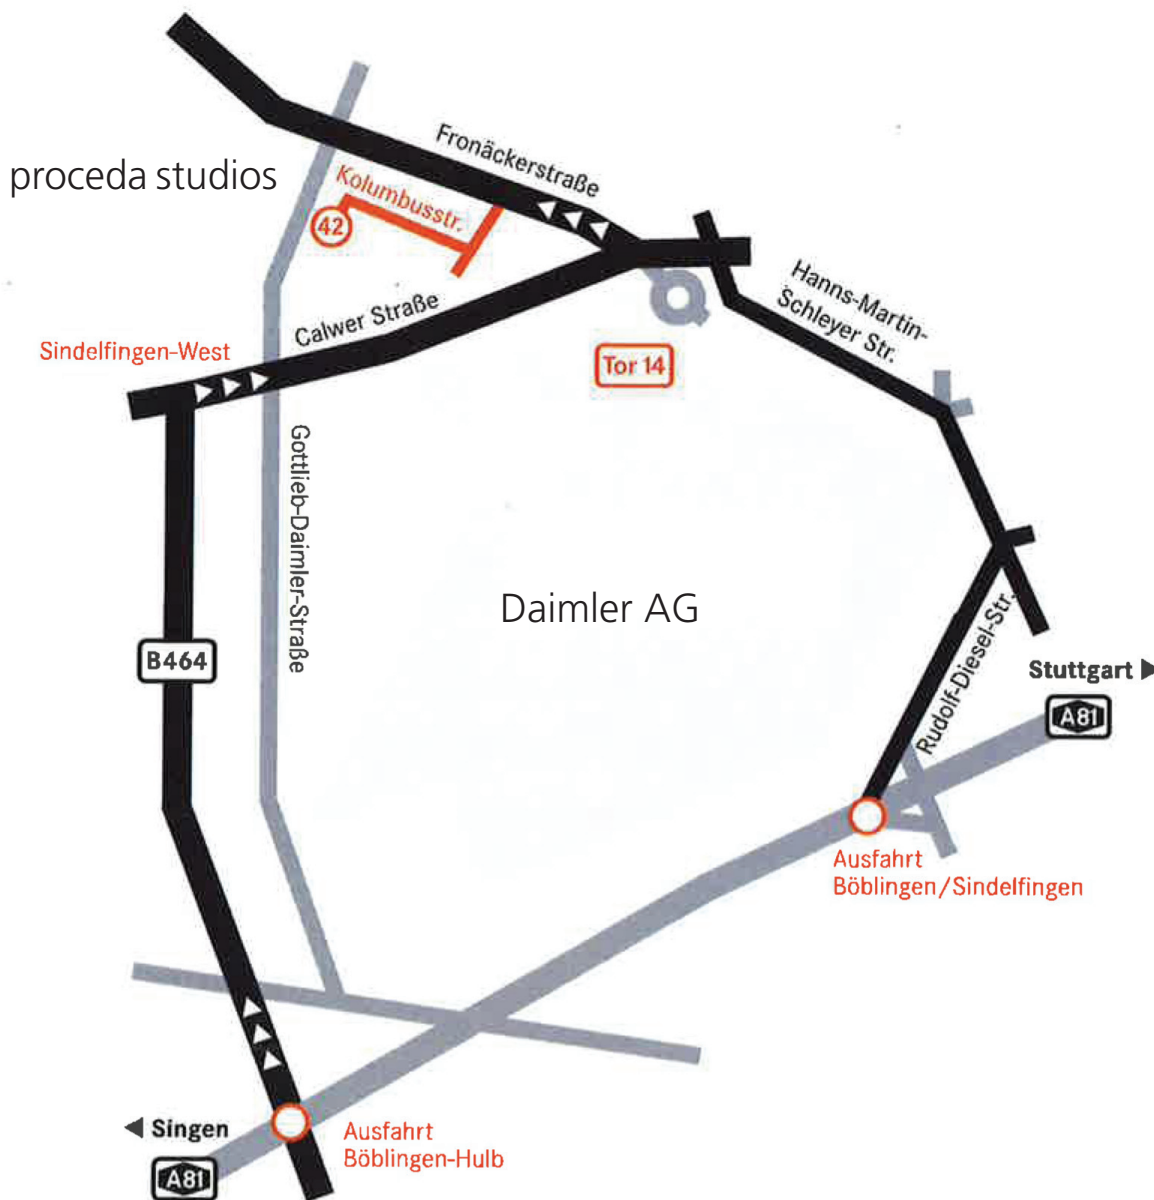 Fronäckerstraße
proceda studios
Kolumbusstr.
42
Hanns-Martin-
Schleyer Str.
Calwer Straße
Sindelfingen-West
Tor 14
Gottlieb-Daimler-Straße
Daimler AG
B464
Rudolf-Diesel-Str.
Stuttgart
A81
Ausfahrt
Böblingen/Sindelfingen
Singen
Ausfahrt
Böblingen-Hulb
A81